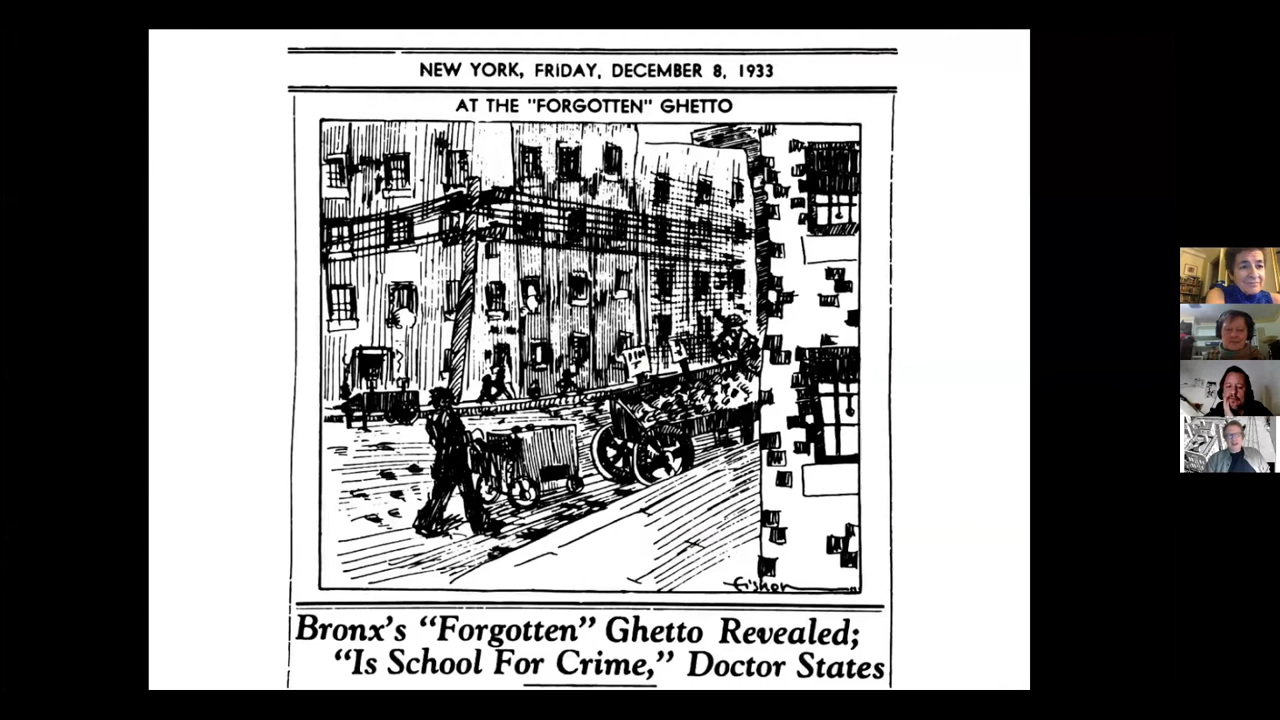 NEW YORK, FRIDAY, DECEMBER 8, 1933
AT THE "FORGOTTEN" GHETTO
Bronx's "Forgotten" Ghetto Revealed;
"Is School For Crime," Doctor States